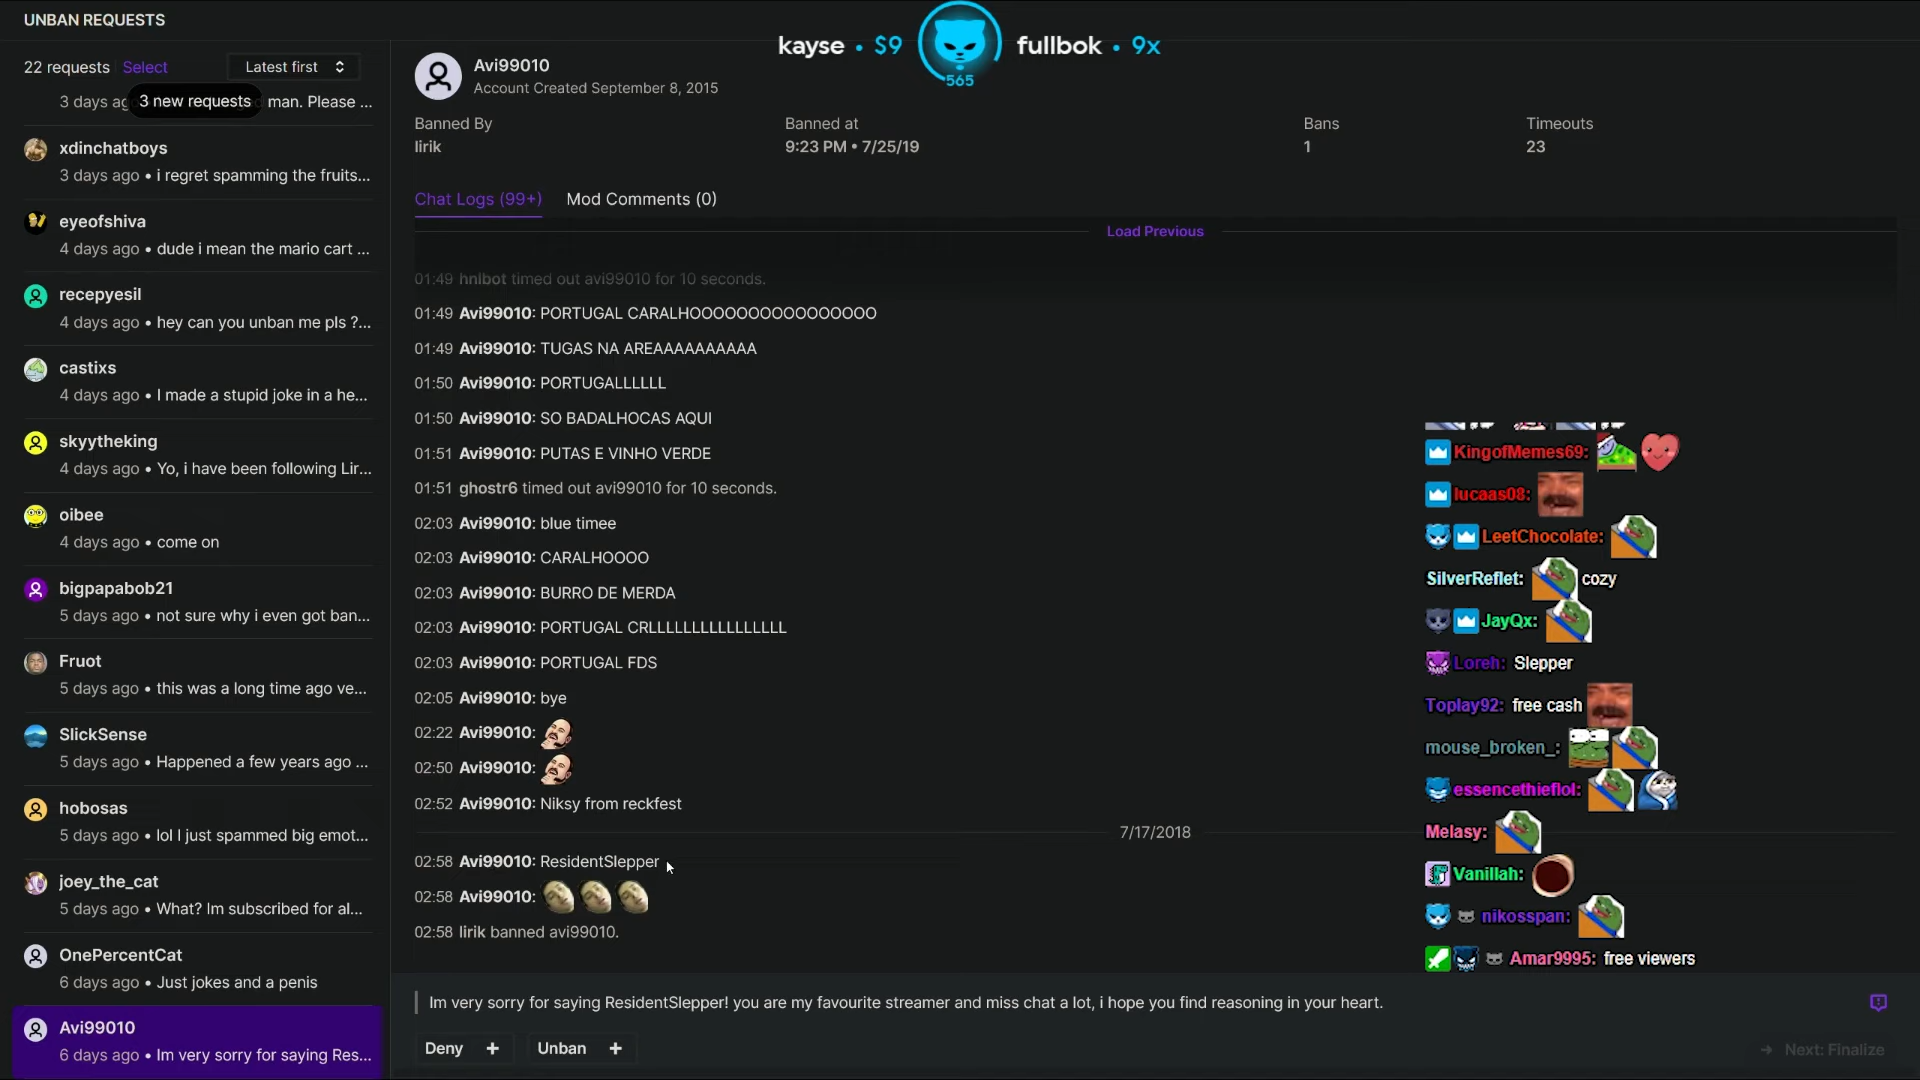 UNBAN REQUESTS
22 requests Select Latest first
3 days ag 3 new requests man. Please ...
xdinchatboys
3 days ago • i regret spamming the fruits...
eyeofshiva
4 days ago • dude i mean the mario cart ...
recepyesil
4 days ago • hey can you unban me pls ?...
castixs
4 days ago • I made a stupid joke in a he...
skyytheking
4 days ago • Yo, i have been following Lir...
oibee
4 days ago • come on
bigpapabob21
5 days ago • not sure why i even got ban...
Fruot
5 days ago • this was a long time ago ve...
SlickSense
5 days ago • Happened a few years ago ...
hobosas
5 days ago • lol I just spammed big emot...
joey_the_cat
5 days ago • What? Im subscribed for al...
OnePercentCat
6 days ago • Just jokes and a penis
Avi99010
6 days ago • Im very sorry for saying Res...
kayse • $9 565 fullbok • 9x
Avi99010
Account Created September 8, 2015
Banned By Banned at Bans Timeouts
lirik 9:23 PM • 7/25/19 1 23
Chat Logs (99+) Mod Comments (0)
Load Previous
01:49 hnlbot timed out avi99010 for 10 seconds.
01:49 Avi99010: PORTUGAL CARALHOOOOOOOOOOOOOOOO
01:49 Avi99010: TUGAS NA AREAAAAAAAAAA
01:50 Avi99010: PORTUGALLLLLL
01:50 Avi99010: SO BADALHOCAS AQUI
01:51 Avi99010: PUTAS E VINHO VERDE
01:51 ghostr6 timed out avi99010 for 10 seconds.
02:03 Avi99010: blue timee
02:03 Avi99010: CARALHOOOO
02:03 Avi99010: BURRO DE MERDA
02:03 Avi99010: PORTUGAL CRLLLLLLLLLLLLLLLL
02:03 Avi99010: PORTUGAL FDS
02:05 Avi99010: bye
02:22 Avi99010:
02:50 Avi99010:
02:52 Avi99010: Niksy from reckfest
7/17/2018
02:58 Avi99010: ResidentSlepper
02:58 Avi99010:
02:58 lirik banned avi99010.
KingofMemes69:
lucaas08:
LeetChocolate:
SilverReflet: cozy
JayQx:
Loreh: Slepper
Toplay92: free cash
mouse_broken_:
essencethieflol:
Melasy:
Vanillah:
nikosspan:
Amar9995: free viewers
Im very sorry for saying ResidentSlepper! you are my favourite streamer and miss chat a lot, i hope you find reasoning in your heart.
Deny + Unban + → Next: Finalize